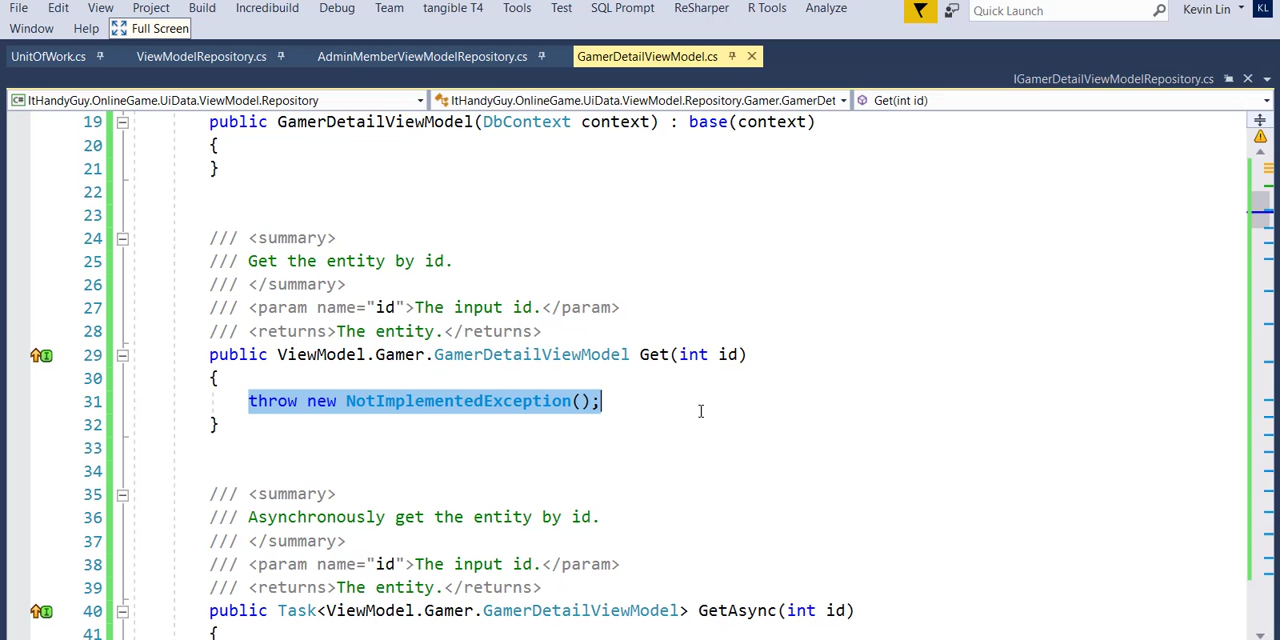 File Edit View Project Build Incredibuild Debug Team tangible T4 Tools Test SQL Prompt ReSharper R Tools Analyze Quick Launch Kevin Lin KL
Window Help Full Screen
UnitOfWork.cs ViewModelRepository.cs AdminMemberViewModelRepository.cs GamerDetailViewModel.cs
IGamerDetailViewModelRepository.cs
C# ItHandyGuy.OnlineGame.UiData.ViewModel.Repository ItHandyGuy.OnlineGame.UiData.ViewModel.Repository.Gamer.GamerDet Get(int id)
19 public GamerDetailViewModel(DbContext context) : base(context)
20 {
21 }
22
23
24 /// <summary>
25 /// Get the entity by id.
26 /// </summary>
27 /// <param name="id">The input id.</param>
28 /// <returns>The entity.</returns>
29 public ViewModel.Gamer.GamerDetailViewModel Get(int id)
30 {
31 throw new NotImplementedException();
32 }
33
34
35 /// <summary>
36 /// Asynchronously get the entity by id.
37 /// </summary>
38 /// <param name="id">The input id.</param>
39 /// <returns>The entity.</returns>
40 public Task<ViewModel.Gamer.GamerDetailViewModel> GetAsync(int id)
41 {